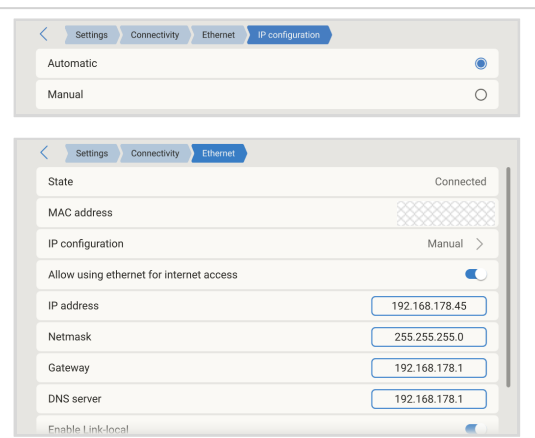 Settings Connectivity Ethernet IP configuration
Automatic
Manual
Settings Connectivity Ethernet
State Connected
MAC address
IP configuration Manual
Allow using ethernet for internet access
IP address 192.168.178.45
Netmask 255.255.255.0
Gateway 192.168.178.1
DNS server 192.168.178.1
Enable Link-local